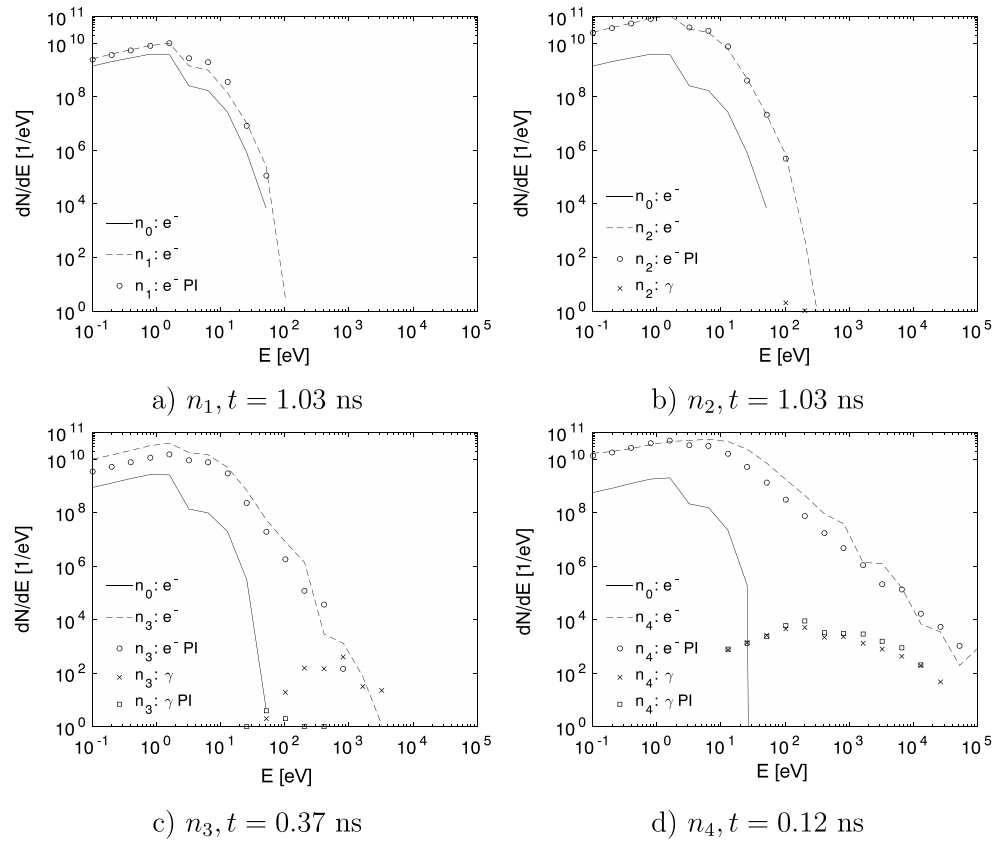 10^11
10^10
10^8
10^6
10^4
10^2
10^0
dN/dE [1/eV]
n_0: e^-
n_1: e^-
n_1: e^- PI
10^-1 10^0 10^1 10^2 10^3 10^4 10^5
E [eV]
a) n_1, t = 1.03 ns
10^11
10^10
10^8
10^6
10^4
10^2
10^0
dN/dE [1/eV]
n_0: e^-
n_2: e^-
n_2: e^- PI
n_2: γ
10^-1 10^0 10^1 10^2 10^3 10^4 10^5
E [eV]
b) n_2, t = 1.03 ns
10^11
10^10
10^8
10^6
10^4
10^2
10^0
dN/dE [1/eV]
n_0: e^-
n_3: e^-
n_3: e^- PI
n_3: γ
n_3: γ PI
10^-1 10^0 10^1 10^2 10^3 10^4 10^5
E [eV]
c) n_3, t = 0.37 ns
10^11
10^10
10^8
10^6
10^4
10^2
10^0
dN/dE [1/eV]
n_0: e^-
n_4: e^-
n_4: e^- PI
n_4: γ
n_4: γ PI
10^-1 10^0 10^1 10^2 10^3 10^4 10^5
E [eV]
d) n_4, t = 0.12 ns